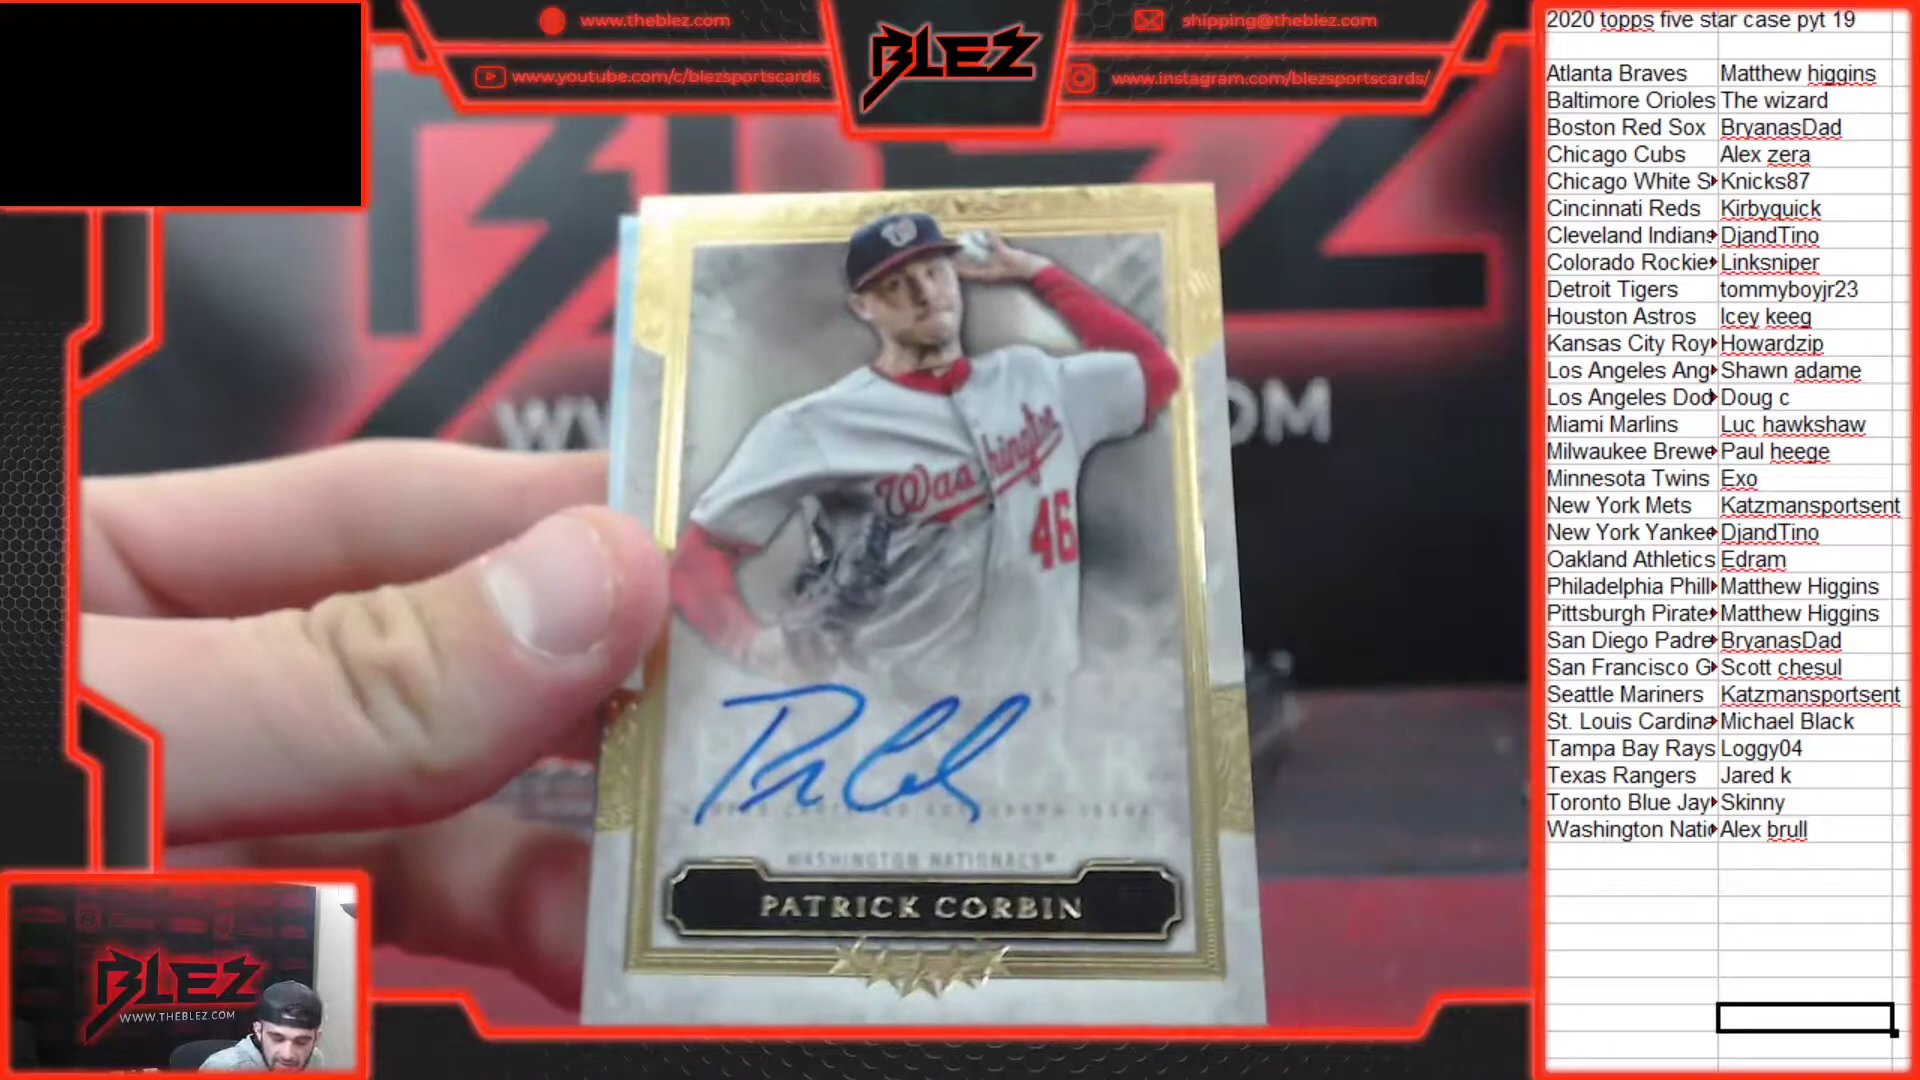 www.theblez.com
BLEZ
shipping@theblez.com
www.youtube.com/c/blezsportscards
www.instagram.com/blezsportscards/
2020 topps five star case pyt 19
Atlanta Braves Matthew higgins
Baltimore Orioles The wizard
Boston Red Sox BryanasDad
Chicago Cubs Alex zera
Chicago White S Knicks87
Cincinnati Reds Kirbyquick
Cleveland Indians DjandTino
Colorado Rockie Linksniper
Detroit Tigers tommyboyjr23
Houston Astros Icey keeg
Kansas City Roy Howardzip
Los Angeles Ang Shawn adame
Los Angeles Dod Doug c
Miami Marlins Luc hawkshaw
Milwaukee Brewe Paul heege
Minnesota Twins Exo
New York Mets Katzmansportsent
New York Yankee DjandTino
Oakland Athletics Edram
Philadelphia Phill Matthew Higgins
Pittsburgh Pirate Matthew Higgins
San Diego Padre BryanasDad
San Francisco G Scott chesul
Seattle Mariners Katzmansportsent
St. Louis Cardina Michael Black
Tampa Bay Rays Loggy04
Texas Rangers Jared k
Toronto Blue Jay Skinny
Washington Natio Alex brull
W
Washington
46
WASHINGTON NATIONALS
PATRICK CORBIN
BLEZ
WWW.THEBLEZ.COM